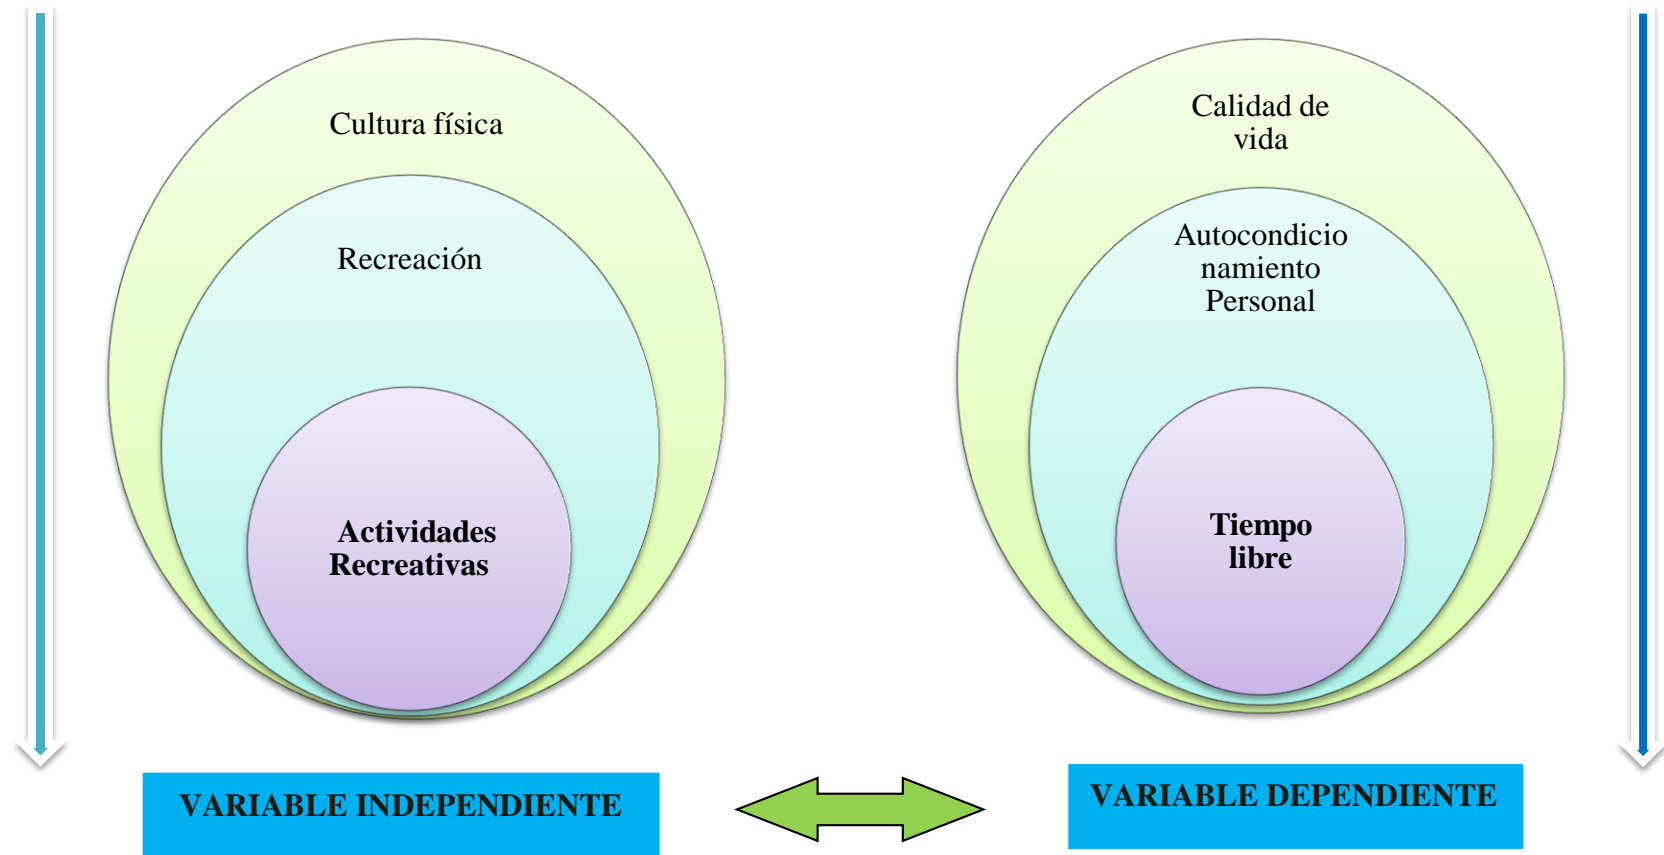 Cultura física
Recreación
Actividades
Recreativas
VARIABLE INDEPENDIENTE
Calidad de
vida
Autocondicio
namiento
Personal
Tiempo
libre
VARIABLE DEPENDIENTE